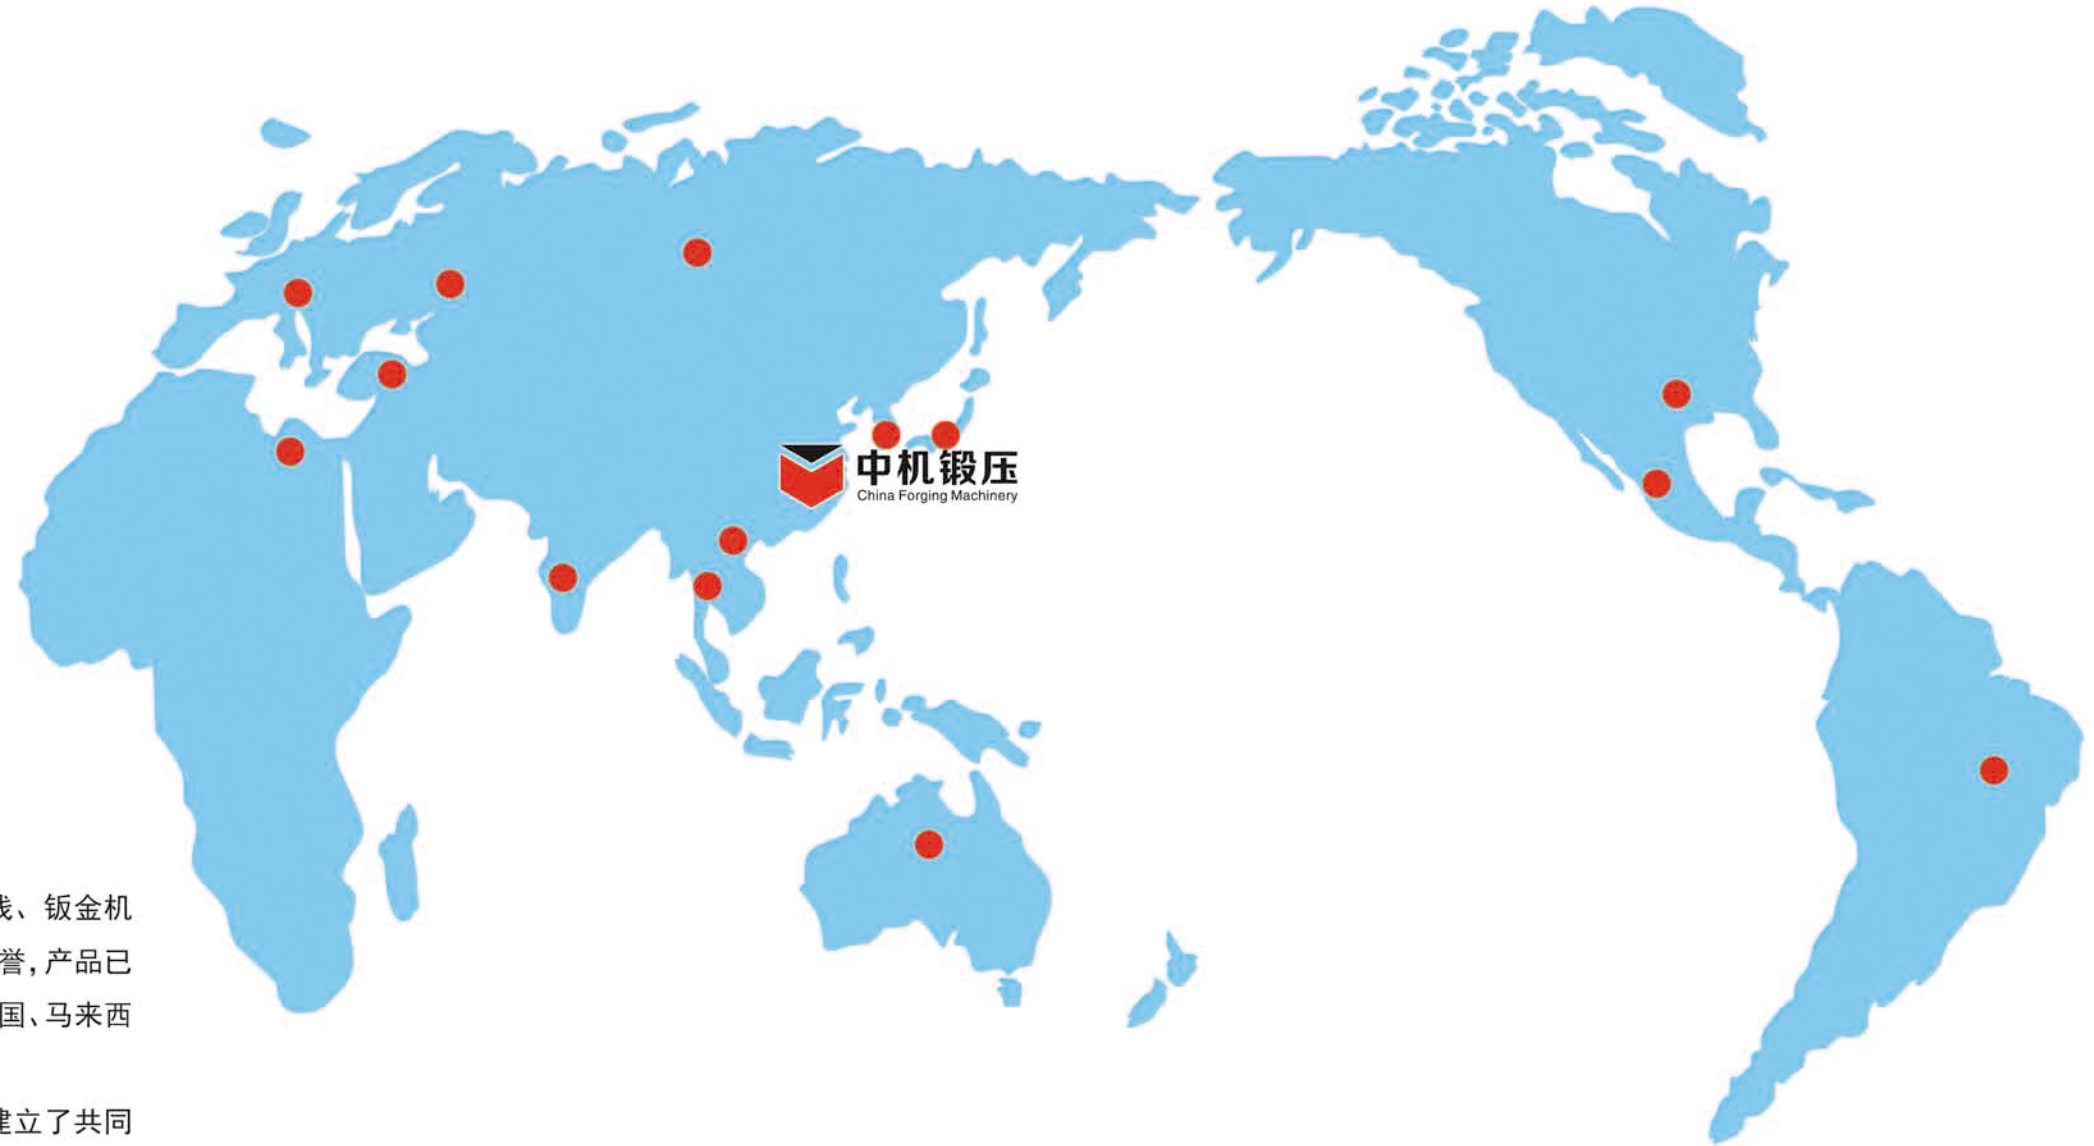 中机锻压
China Forging Machinery
线、钣金机
誉,产品已
国、马来西
建立了共同